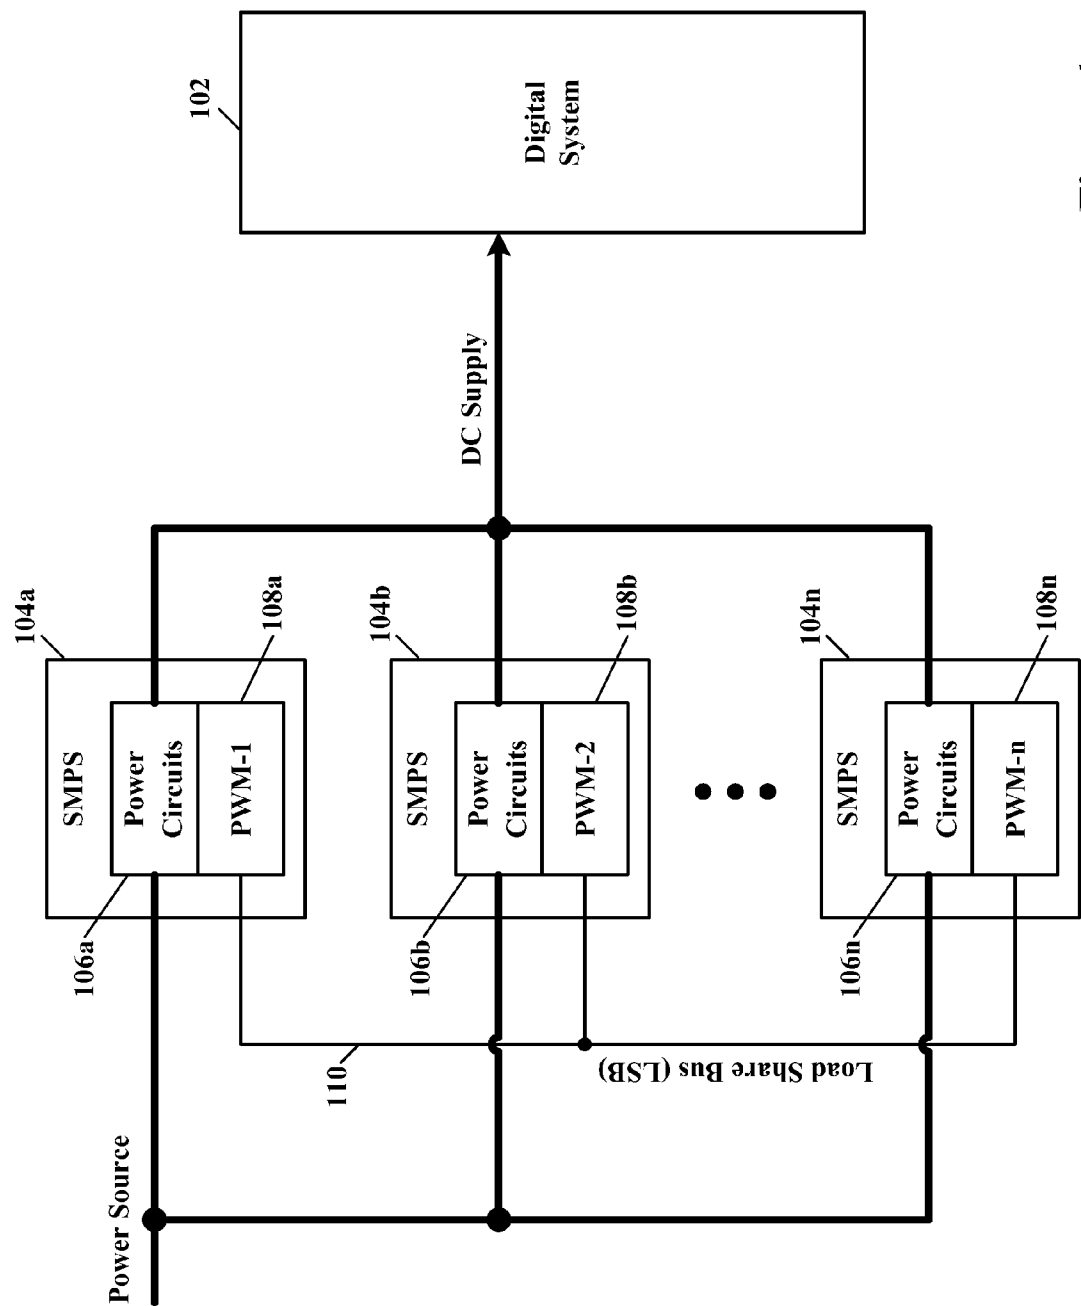 Power Source
110
Load Share Bus (LSB)
104a
SMPS
106a
Power
Circuits
PWM-1
108a
104b
SMPS
106b
Power
Circuits
PWM-2
108b
104n
SMPS
106n
Power
Circuits
PWM-n
108n
DC Supply
102
Digital
System